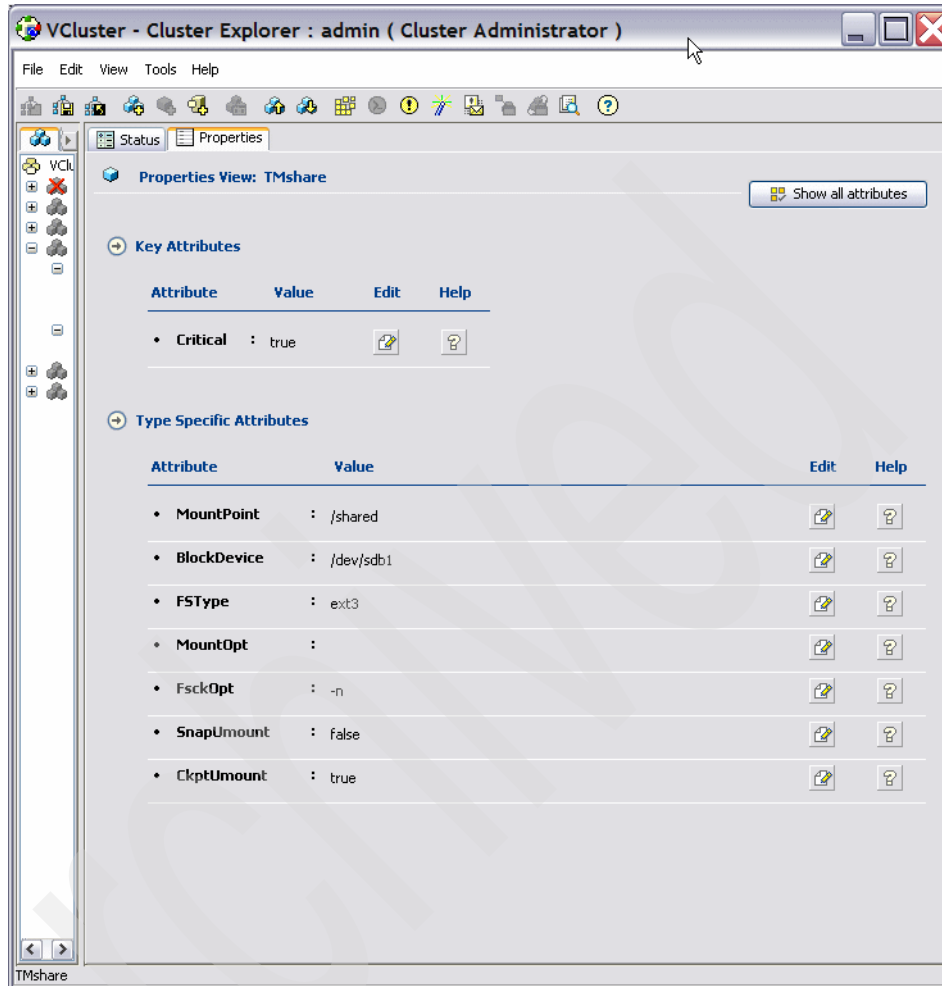 VCluster - Cluster Explorer : admin ( Cluster Administrator )
File Edit View Tools Help
Status Properties
VClu
Properties View: TMshare
Show all attributes
Key Attributes
Attribute Value Edit Help
• Critical : true
Type Specific Attributes
Attribute Value Edit Help
• MountPoint : /shared
• BlockDevice : /dev/sdb1
• FSType : ext3
• MountOpt :
• FsckOpt : -n
• SnapUmount : false
• CkptUmount : true
TMshare